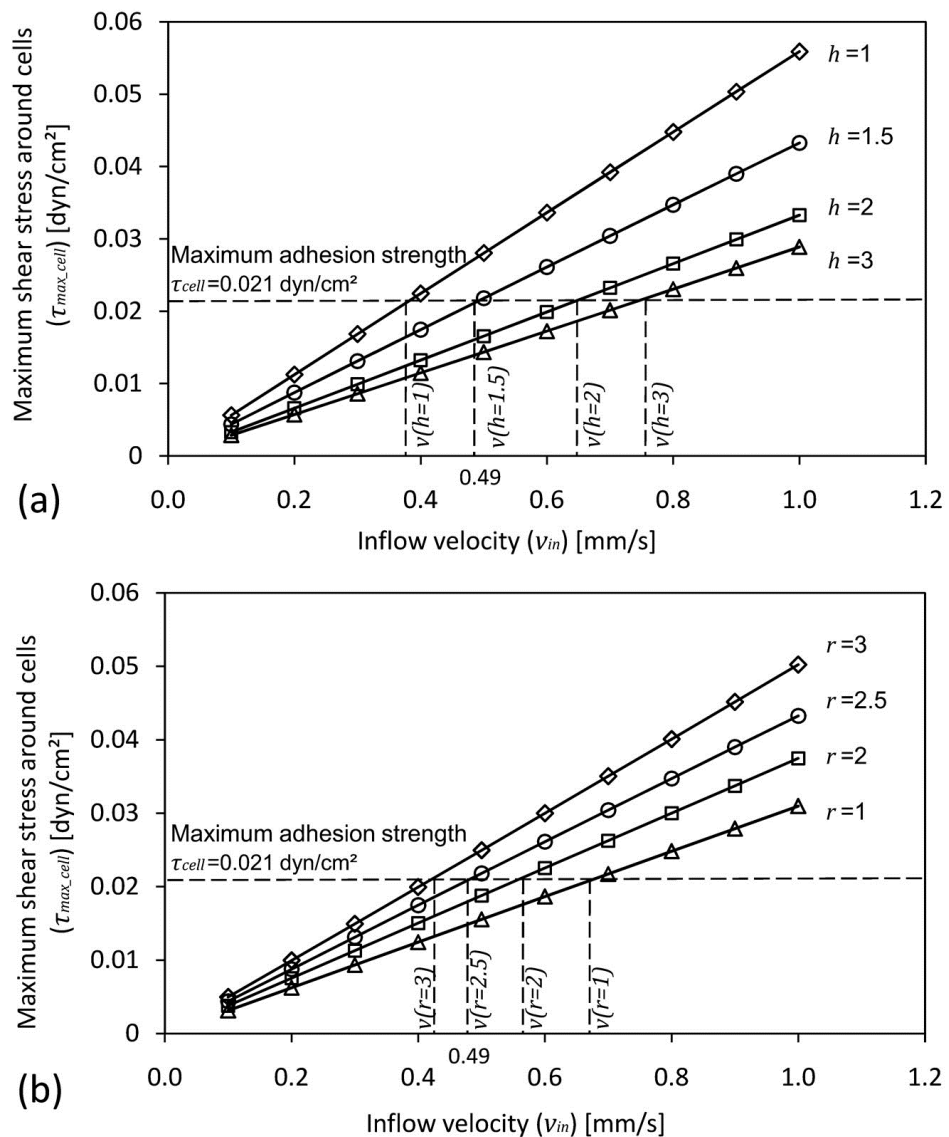 0.06
0.05
0.04
0.03
0.02
0.01
0
Maximum shear stress around cells
(τmax_cell) [dyn/cm²]
h =1
h =1.5
h =2
h =3
Maximum adhesion strength
τcell=0.021 dyn/cm²
v(h=1)
v(h=1.5)
v(h=2)
v(h=3)
0.49
0.0 0.2 0.4 0.6 0.8 1.0 1.2
(a)
Inflow velocity (vin) [mm/s]
0.06
0.05
0.04
0.03
0.02
0.01
0
Maximum shear stress around cells
(τmax_cell) [dyn/cm²]
r =3
r =2.5
r =2
r =1
Maximum adhesion strength
τcell=0.021 dyn/cm²
v(r=3)
v(r=2.5)
v(r=2)
v(r=1)
0.49
0.0 0.2 0.4 0.6 0.8 1.0 1.2
(b)
Inflow velocity (vin) [mm/s]